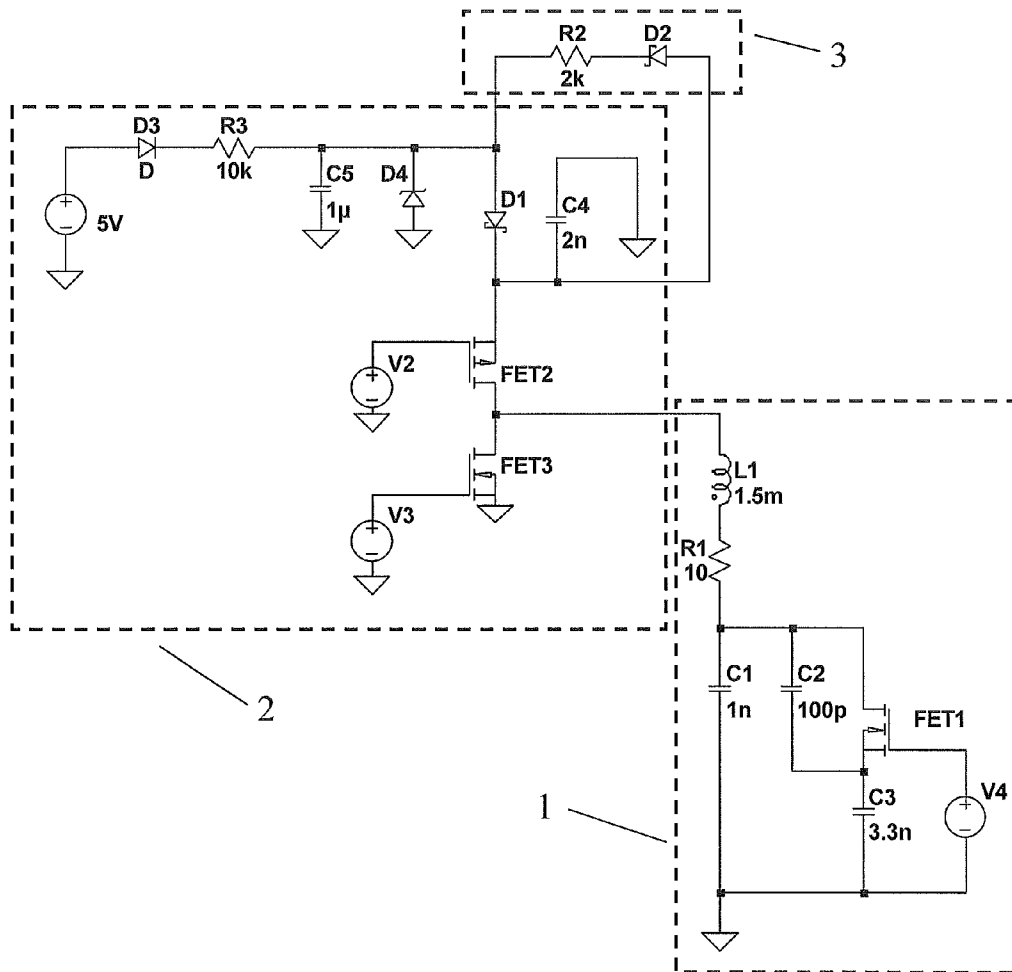 R2
D2
2k
3
D3
D
R3
10k
C5
1µ
D4
D1
C4
2n
5V
V2
FET2
FET3
V3
L1
1.5m
R1
10
C1
1n
C2
100p
FET1
C3
3.3n
V4
2
1